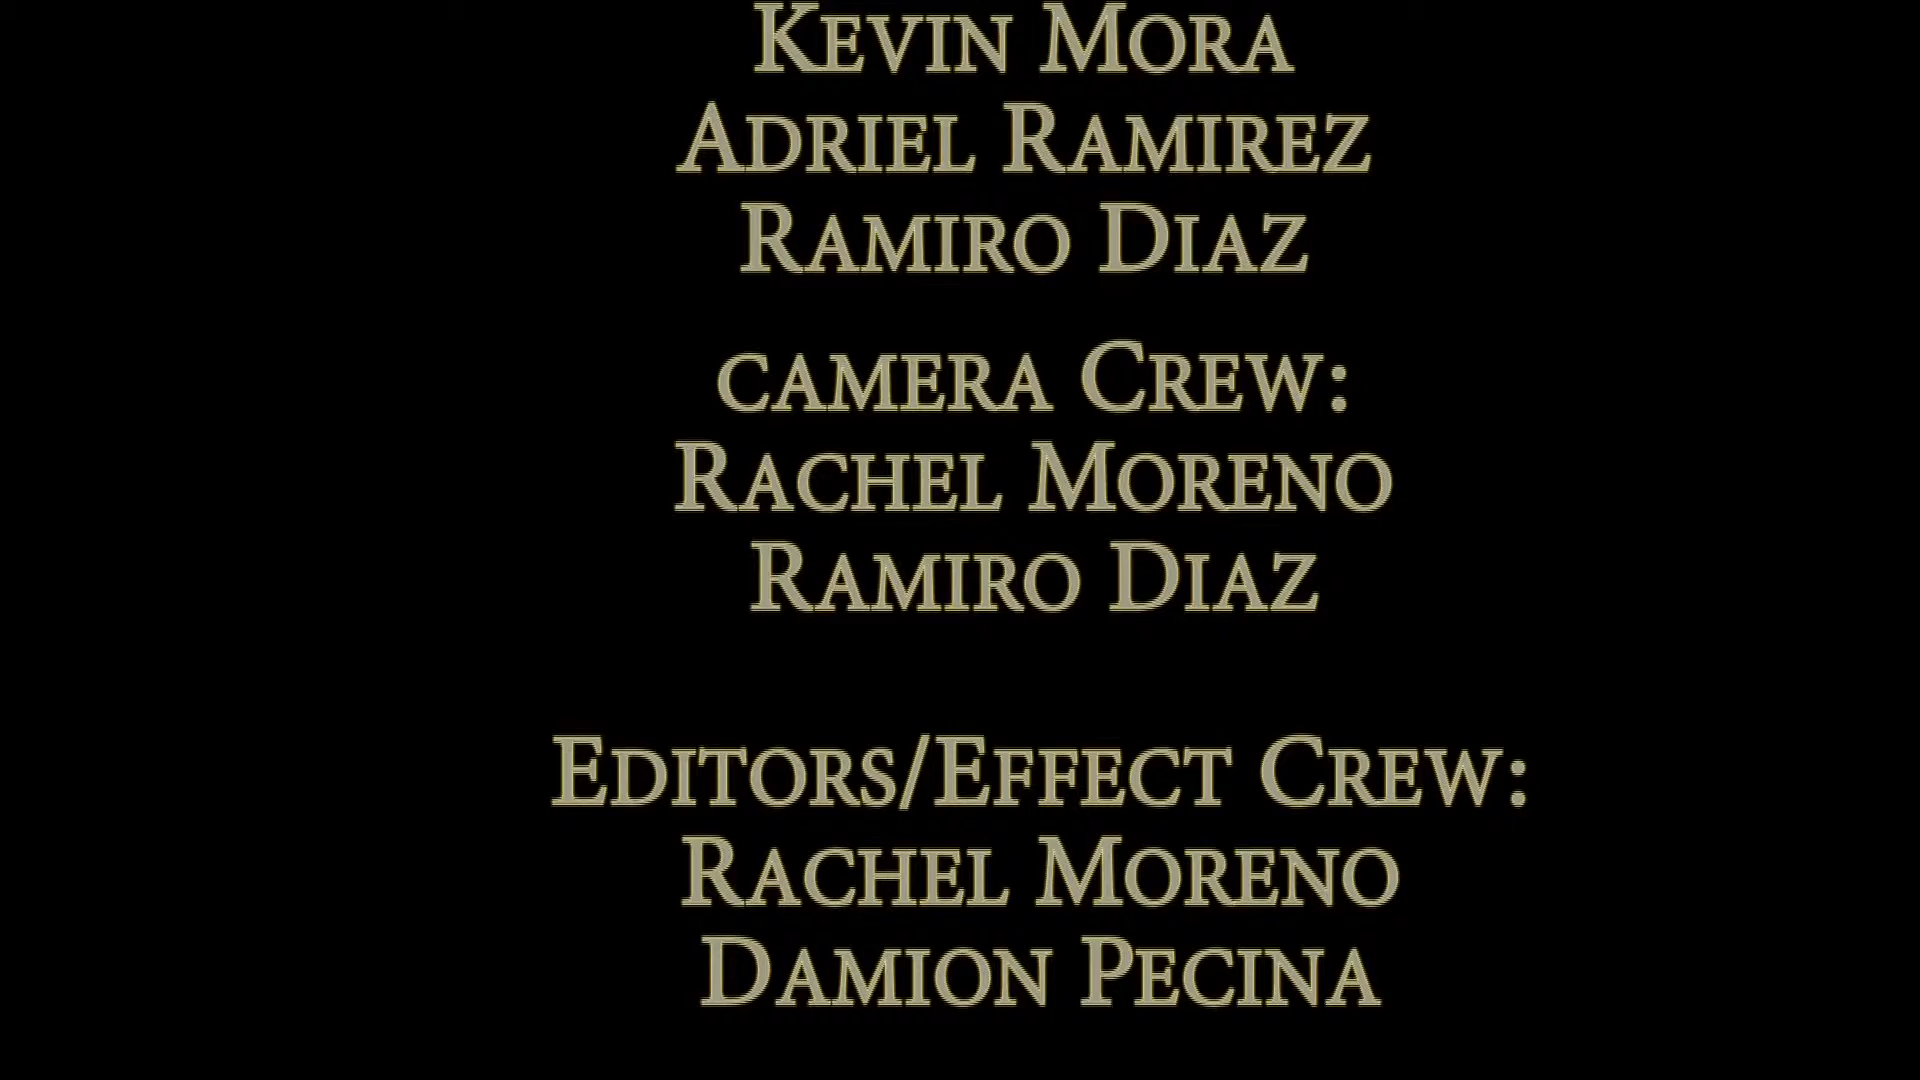 Kevin Mora
Adriel Ramirez
Ramiro Diaz
camera Crew:
Rachel Moreno
Ramiro Diaz
Editors/Effect Crew:
Rachel Moreno
Damion Pecina